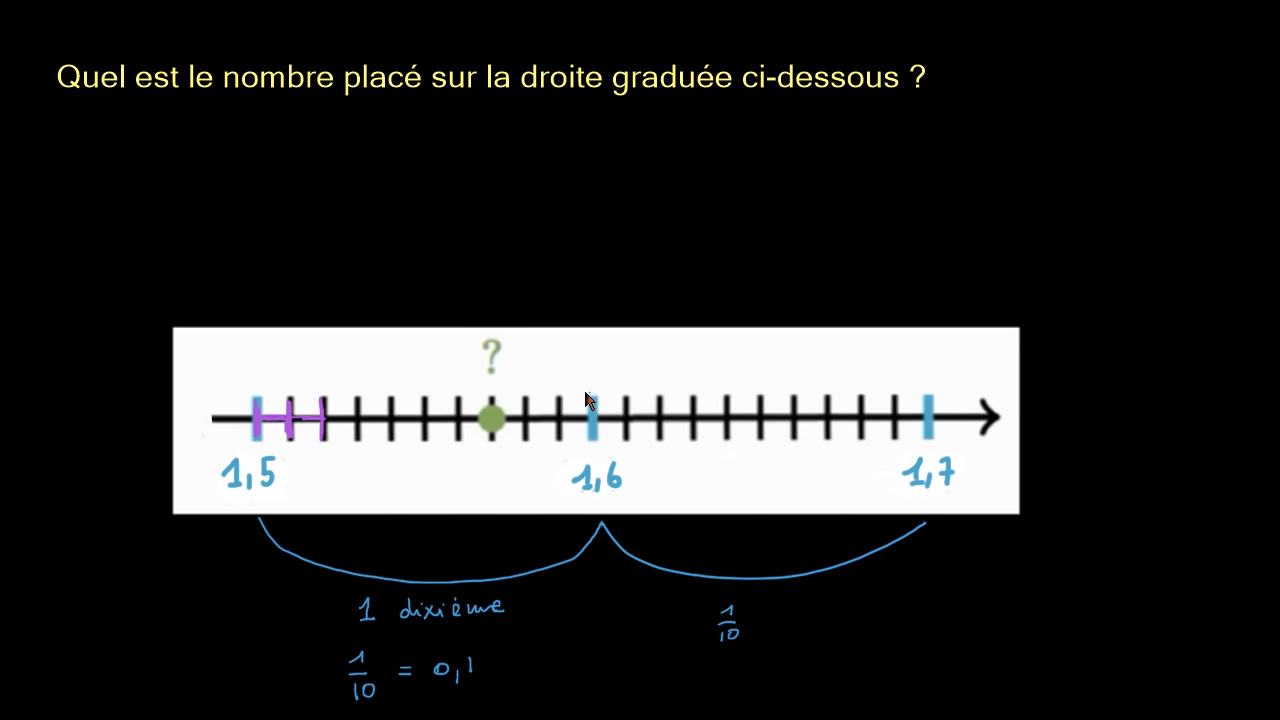 Quel est le nombre placé sur la droite graduée ci-dessous ?
?
1,5 1,6 1,7
1 dixième
1/10
1/10 = 0,1